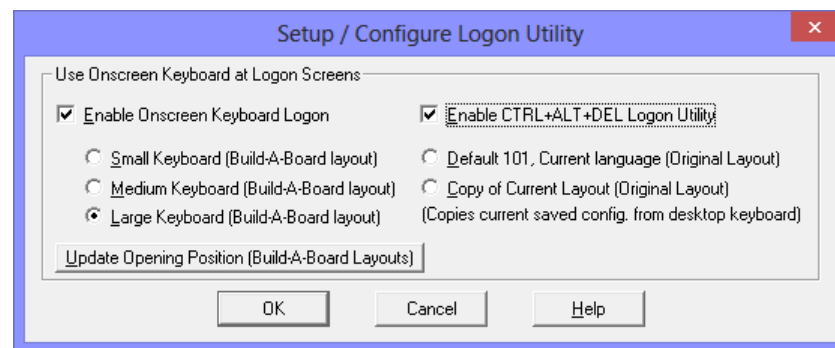 Setup / Configure Logon Utility
Use Onscreen Keyboard at Logon Screens
Enable Onscreen Keyboard Logon
Enable CTRL+ALT+DEL Logon Utility
Small Keyboard (Build-A-Board layout)
Default 101, Current language (Original Layout)
Medium Keyboard (Build-A-Board layout)
Copy of Current Layout (Original Layout)
Large Keyboard (Build-A-Board layout)
(Copies current saved config. from desktop keyboard)
Update Opening Position (Build-A-Board Layouts)
OK
Cancel
Help